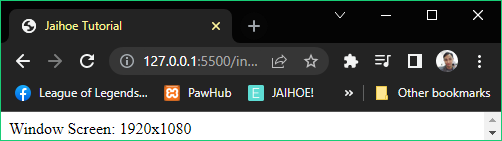 Jaihoe Tutorial
127.0.0.1:5500/in...
League of Legends... PawHub E JAIHOE! » Other bookmarks
Window Screen: 1920x1080